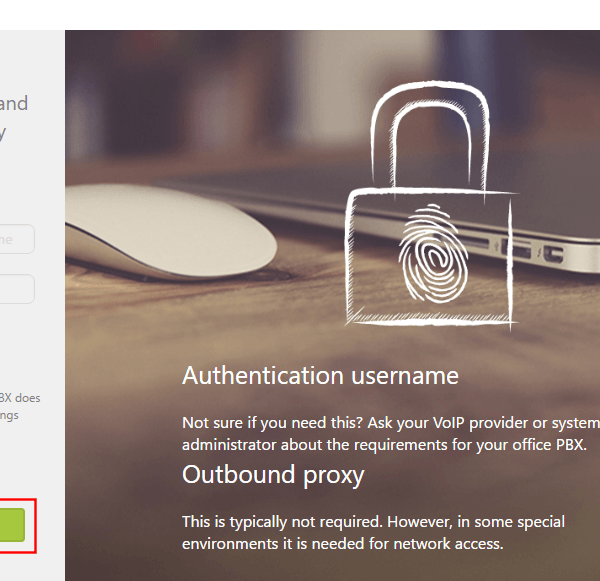 and
y
me
BX does
ngs
Authentication username
Not sure if you need this? Ask your VoIP provider or system
administrator about the requirements for your office PBX.
Outbound proxy
This is typically not required. However, in some special
environments it is needed for network access.